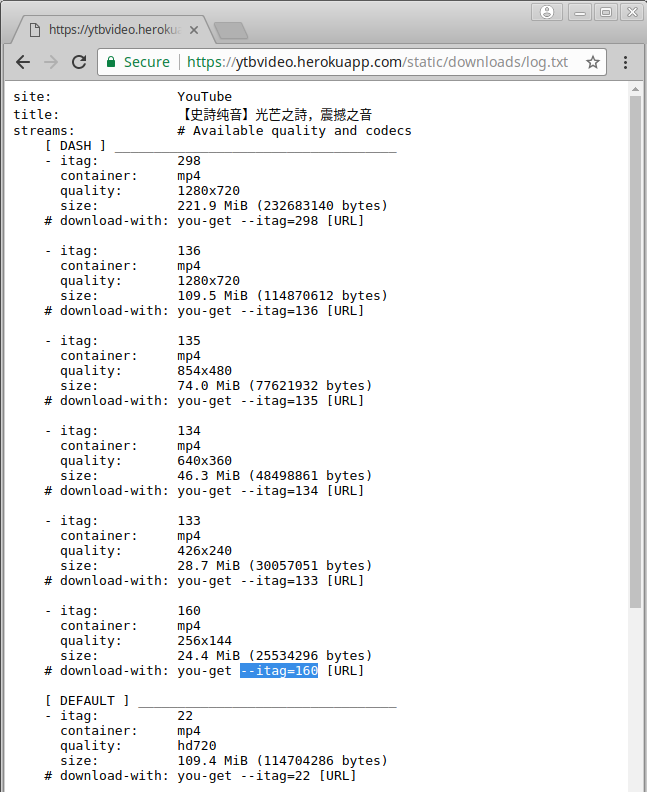 https://ytbvideo.heroku
Secure https://ytbvideo.herokuapp.com/static/downloads/log.txt
site: YouTube
title: 【史詩纯音】光芒之詩，震撼之音
streams: # Available quality and codecs
[ DASH ] ____________________________________
- itag: 298
container: mp4
quality: 1280x720
size: 221.9 MiB (232683140 bytes)
# download-with: you-get --itag=298 [URL]
- itag: 136
container: mp4
quality: 1280x720
size: 109.5 MiB (114870612 bytes)
# download-with: you-get --itag=136 [URL]
- itag: 135
container: mp4
quality: 854x480
size: 74.0 MiB (77621932 bytes)
# download-with: you-get --itag=135 [URL]
- itag: 134
container: mp4
quality: 640x360
size: 46.3 MiB (48498861 bytes)
# download-with: you-get --itag=134 [URL]
- itag: 133
container: mp4
quality: 426x240
size: 28.7 MiB (30057051 bytes)
# download-with: you-get --itag=133 [URL]
- itag: 160
container: mp4
quality: 256x144
size: 24.4 MiB (25534296 bytes)
# download-with: you-get --itag=160 [URL]
[ DEFAULT ] _________________________________
- itag: 22
container: mp4
quality: hd720
size: 109.4 MiB (114704286 bytes)
# download-with: you-get --itag=22 [URL]